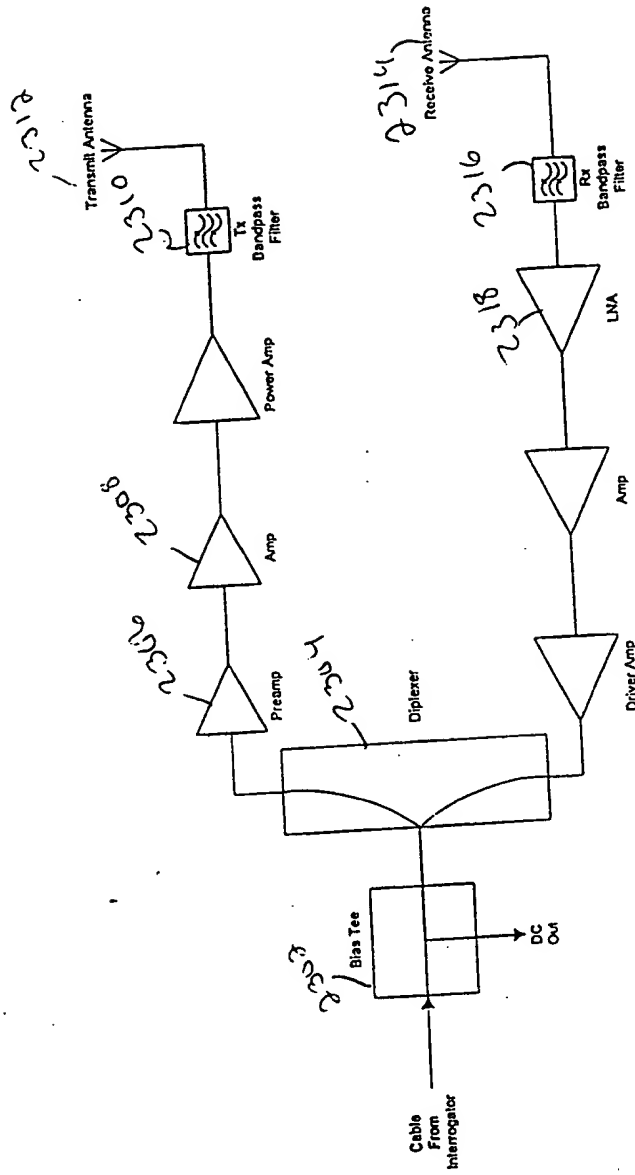 2312
Transmit Antenna
2310
Tx
Bandpass
Filter
Power Amp
2308
Amp
2306
Preamp
2304
Diplexer
2302
Bias Tee
DC
Out
Cable
From
Interrogator
2314
Receive Antenna
2316
Rx
Bandpass
Filter
2318
LNA
Amp
Driver Amp